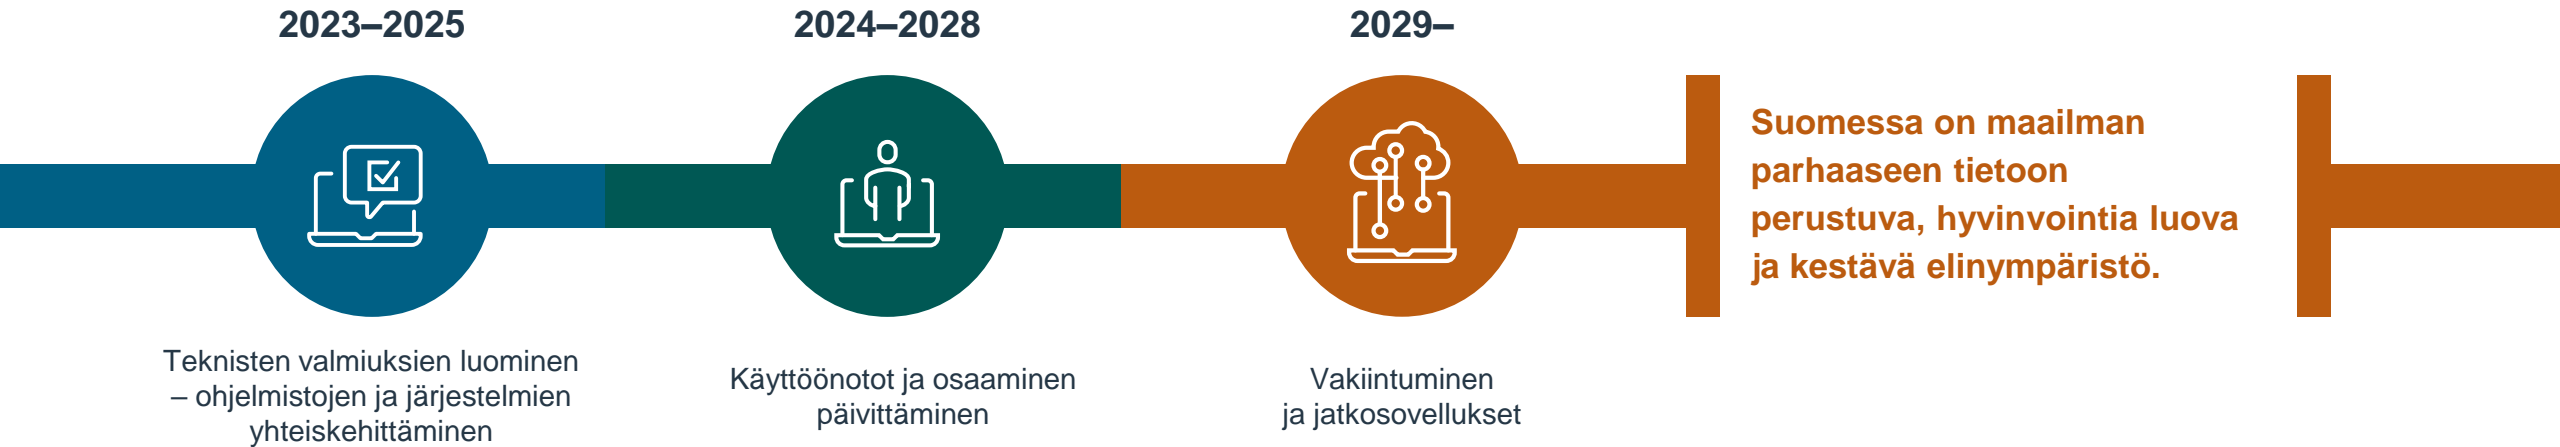 2023–2025
2024–2028
2029–
Suomessa on maailman
parhaaseen tietoon
perustuva, hyvinvointia luova
ja kestävä elinympäristö.
Teknisten valmiuksien luominen
– ohjelmistojen ja järjestelmien
yhteiskehittäminen
Käyttöönotot ja osaaminen
päivittäminen
Vakiintuminen
ja jatkosovellukset